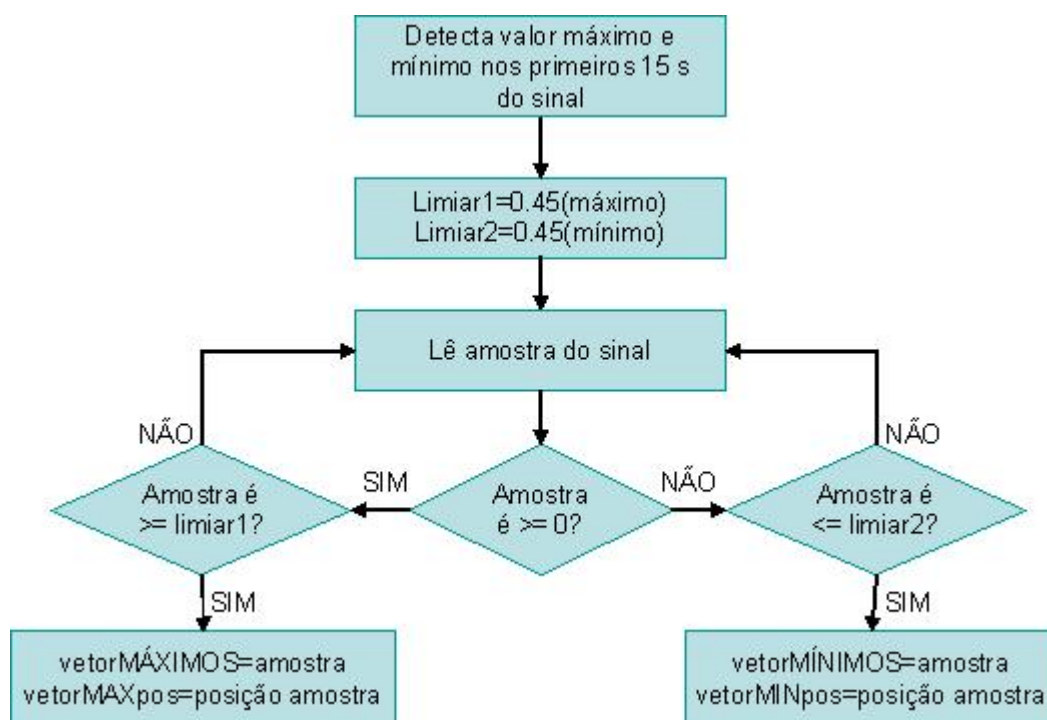 Detecta valor máximo e
mínimo nos primeiros 15 s
do sinal
Limiar1=0.45(máximo)
Limiar2=0.45(mínimo)
Lê amostra do sinal
NÃO
NÃO
Amostra é
>= limiar1?
SIM
Amostra
é >= 0?
NÃO
Amostra é
<= limiar2?
SIM
SIM
vetorMÁXIMOS=amostra
vetorMAXpos=posição amostra
vetorMÍNIMOS=amostra
vetorMINpos=posição amostra